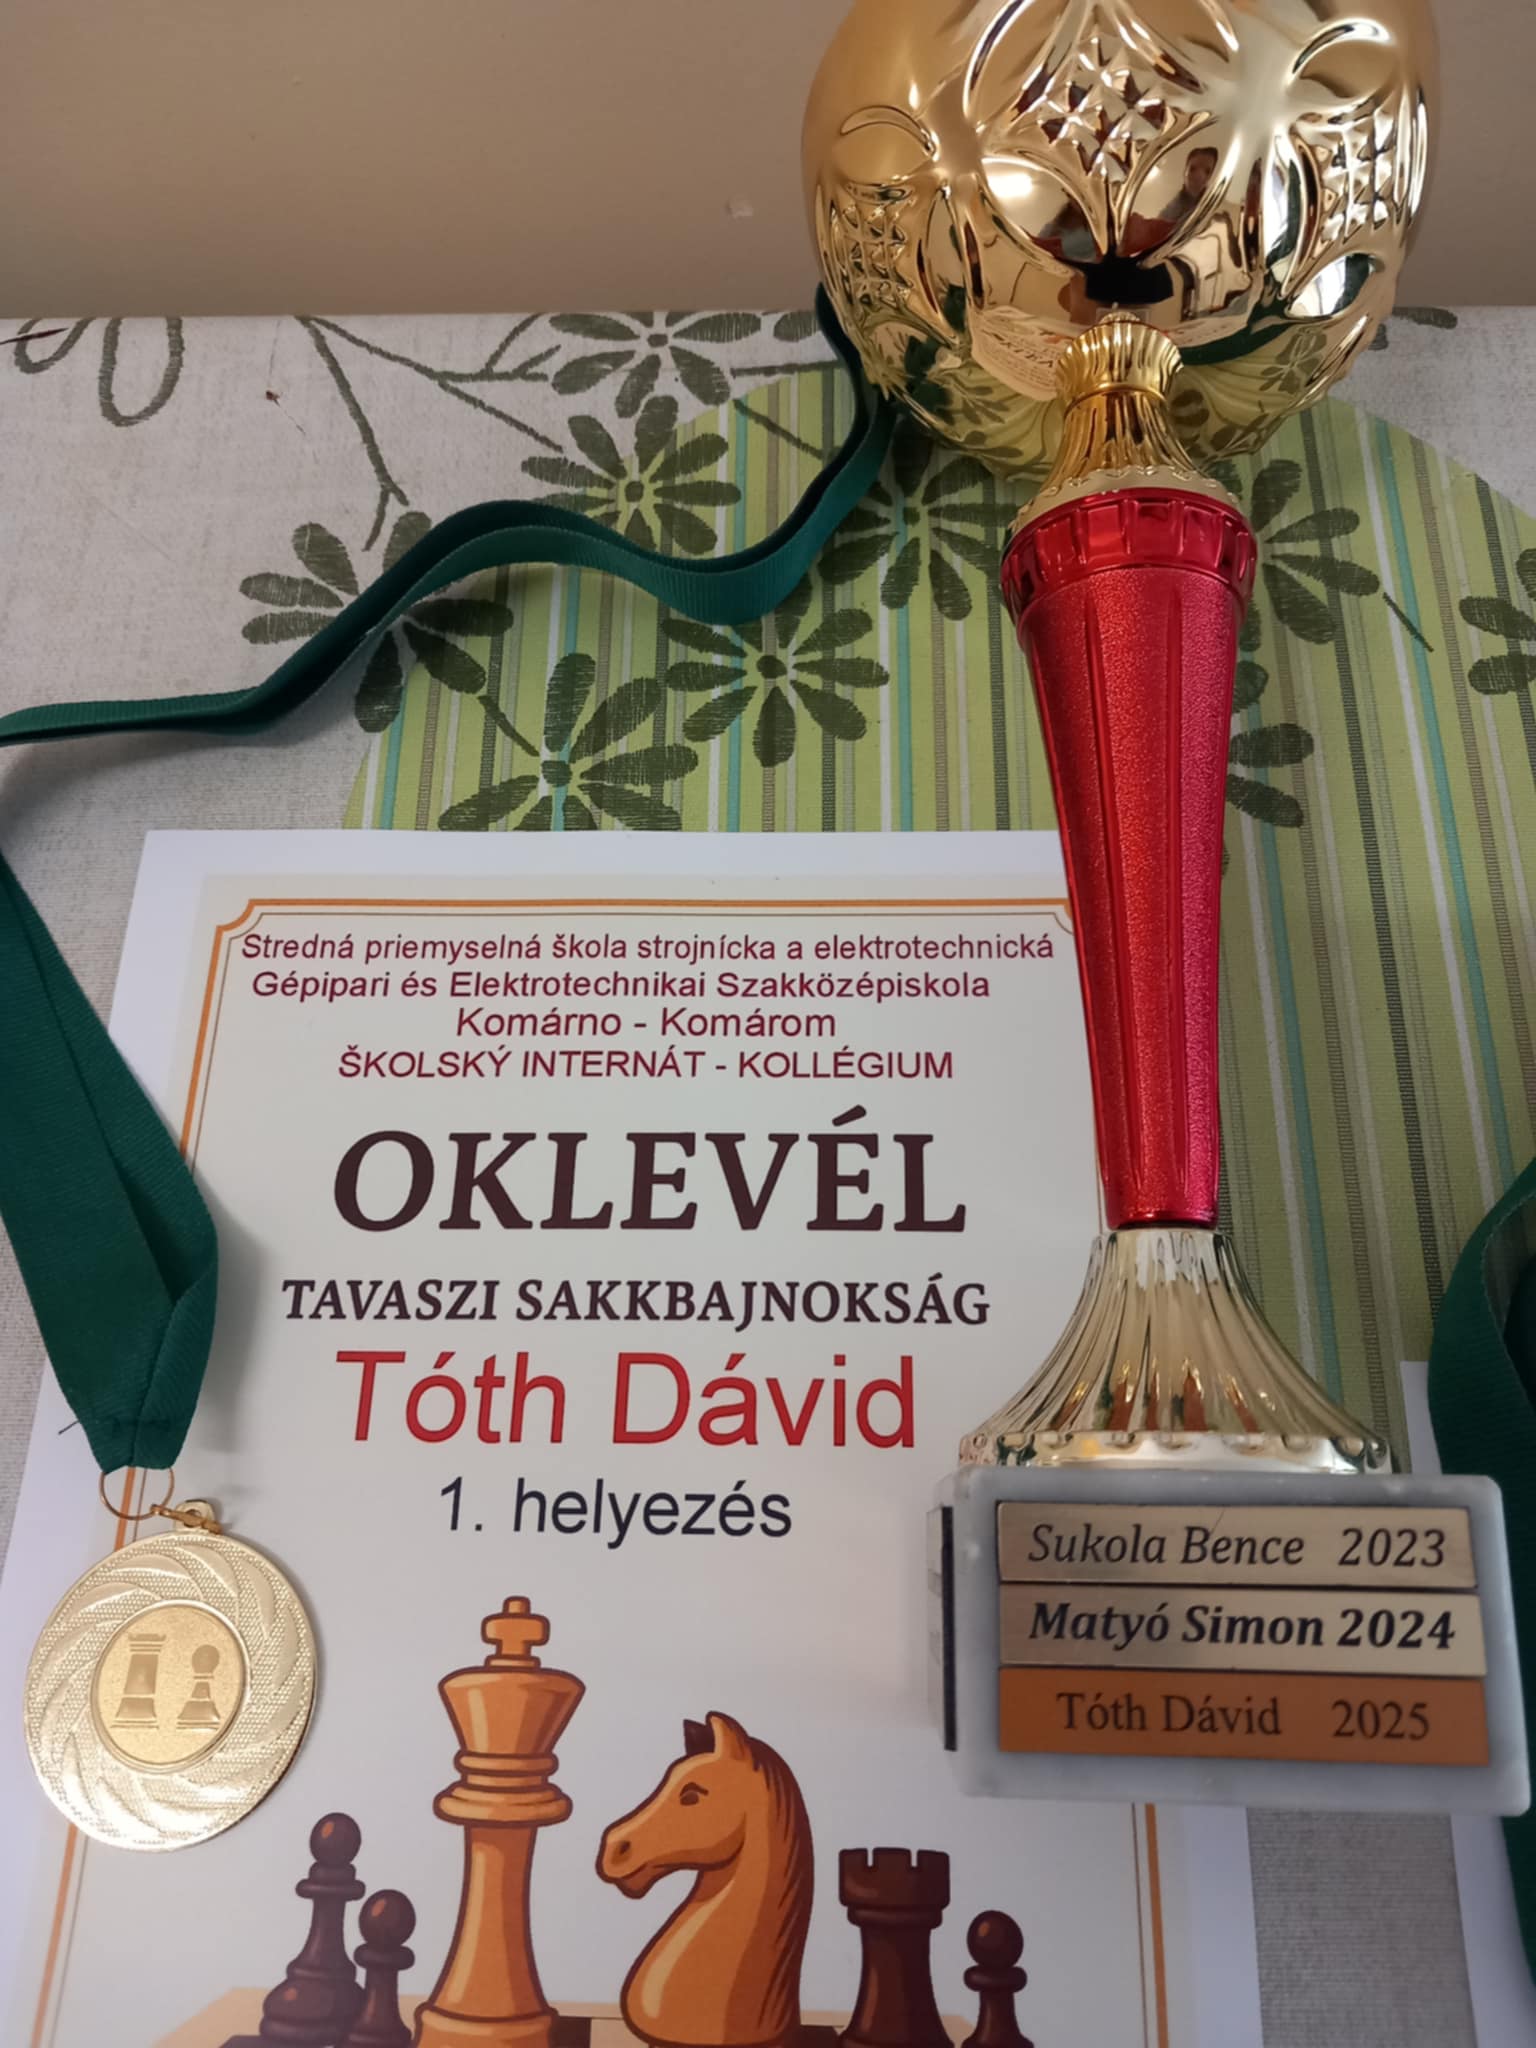 Stredná priemyselná škola strojnícka a elektrotechnická
Gépipari és Elektrotechnikai Szakközépiskola
Komárno - Komárom
ŠKOLSKÝ INTERNÁT - KOLLÉGIUM
OKLEVÉL
TAVASZI SAKKBAJNOKSÁG
Tóth Dávid
1. helyezés
Sukola Bence 2023
Matyó Simon 2024
Tóth Dávid 2025